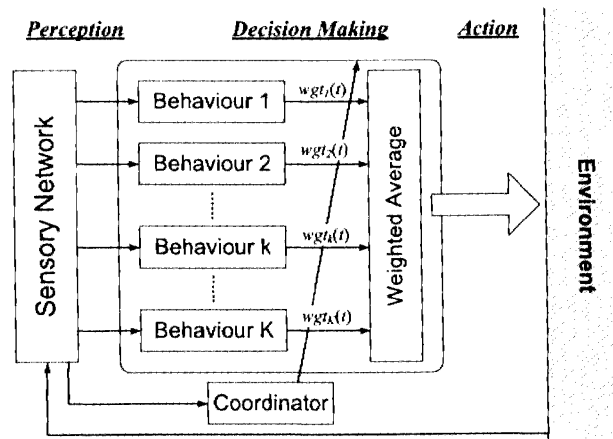 Perception
Decision Making
Action
Sensory Network
Behaviour 1
wgt₁(t)
Behaviour 2
wgt₂(t)
Behaviour k
wgtₖ(t)
Behaviour K
wgt_K(t)
Weighted Average
Coordinator
Environment